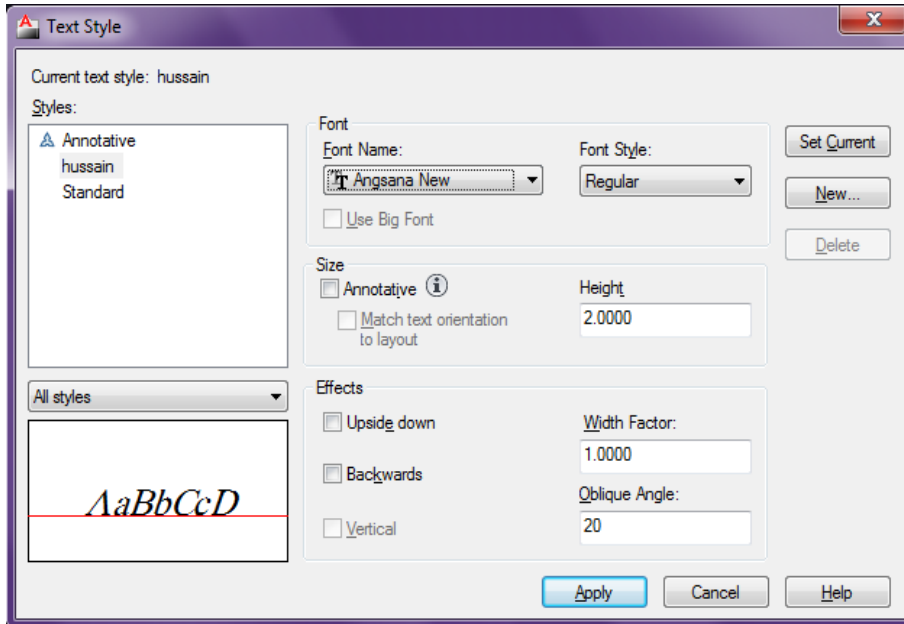 Text Style
Current text style: hussain
Styles:
Annotative
hussain
Standard
All styles
AaBbCcD
Font
Font Name:
Angsana New
Font Style:
Regular
Use Big Font
Size
Annotative
Match text orientation
to layout
Height
2.0000
Effects
Upside down
Backwards
Vertical
Width Factor:
1.0000
Oblique Angle:
20
Set Current
New...
Delete
Apply
Cancel
Help